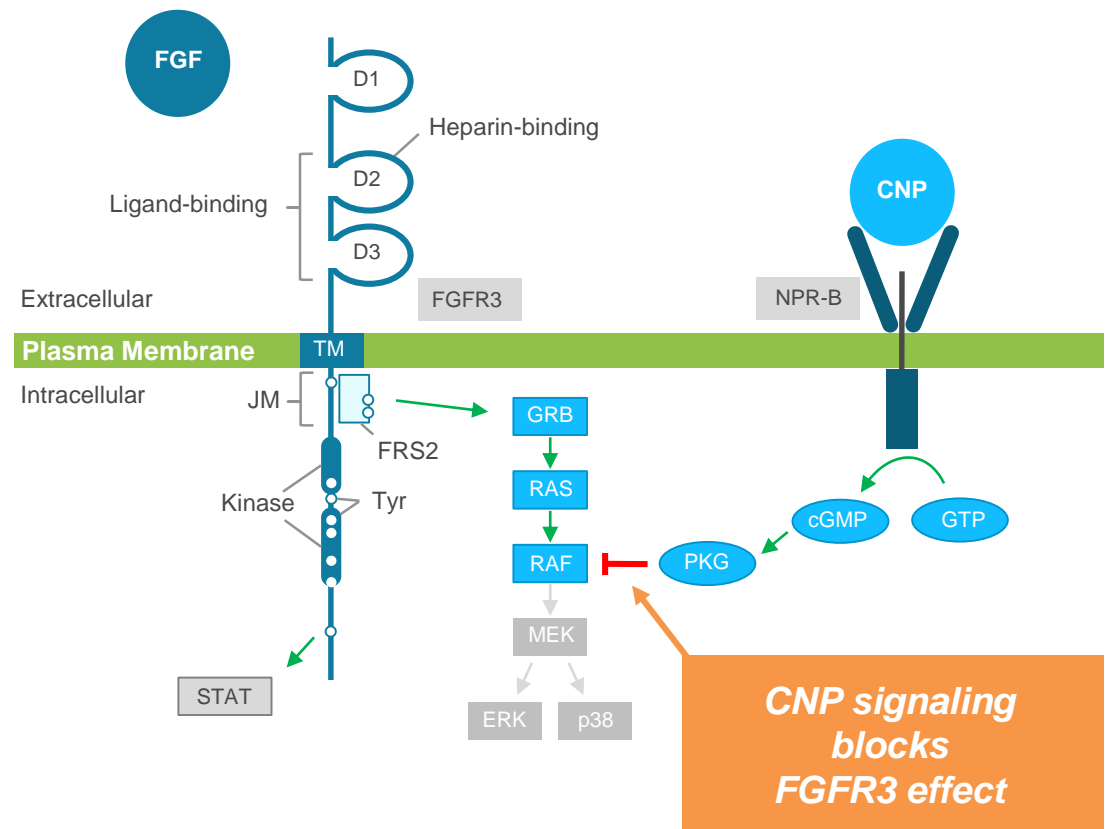 FGF
D1
Heparin-binding
D2
Ligand-binding
CNP
D3
Extracellular
FGFR3
NPR-B
Plasma Membrane
TM
Intracellular
JM
GRB
FRS2
RAS
Kinase
Tyr
cGMP
GTP
RAF
PKG
MEK
STAT
ERK
p38
CNP signaling
blocks
FGFR3 effect